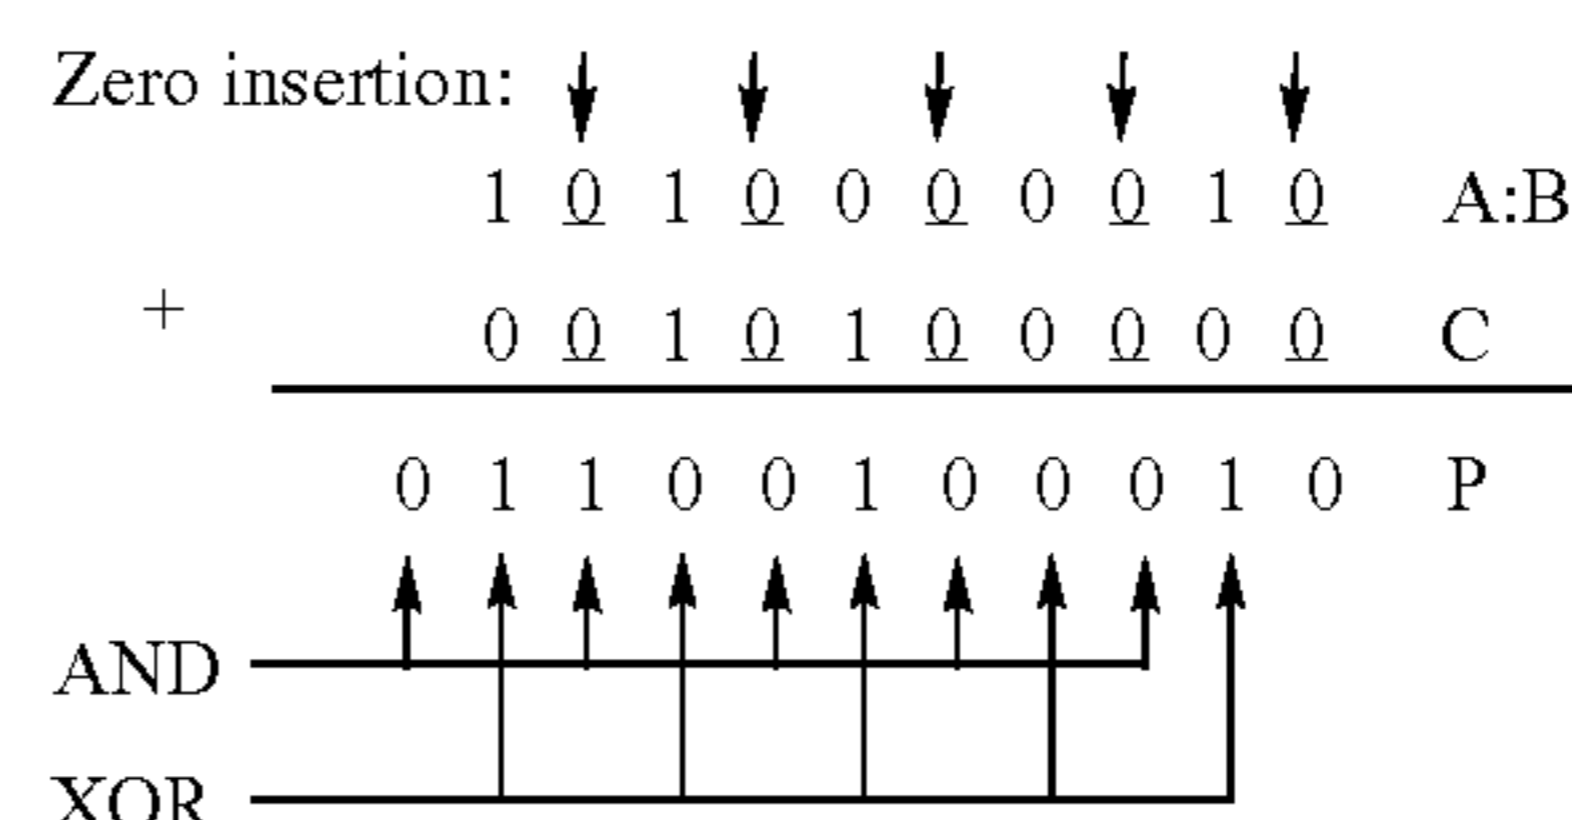 Zero insertion:
1 0 1 0 0 0 0 0 1 0 A:B
+ 0 0 1 0 1 0 0 0 0 0 C
0 1 1 0 0 1 0 0 0 1 0 P
AND
XOR